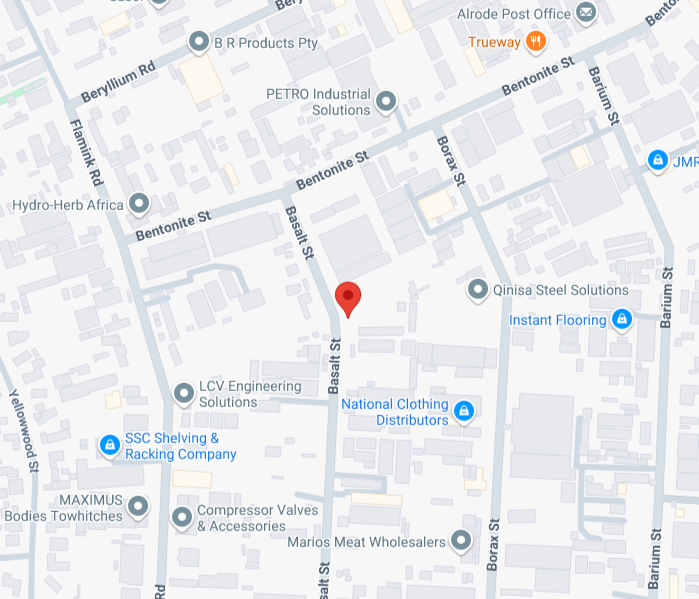 Alrode Post Office
B R Products Pty
Trueway
Beryllium Rd
Bentonite St
PETRO Industrial
Solutions
Barium St
Flamink Rd
Borax St
JMR
Bentonite St
Hydro-Herb Africa
Bentonite St
Basalt St
Qinisa Steel Solutions
Barium St
Instant Flooring
Basalt St
LCV Engineering
Solutions
National Clothing
Distributors
Yellowwood St
SSC Shelving &
Racking Company
MAXIMUS
Bodies Towhitches
Compressor Valves
& Accessories
Marios Meat Wholesalers
Borax St
Barium St
Rd